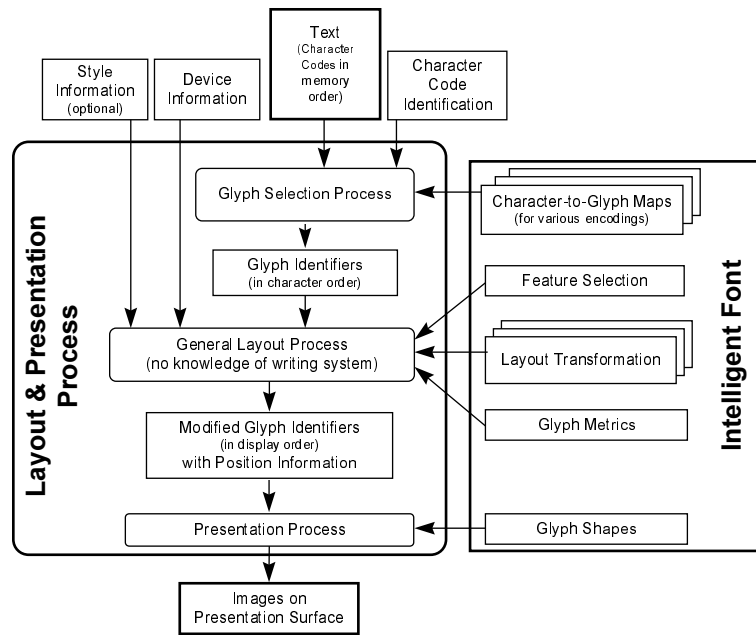 Text
(Character
Codes in
memory
order)
Style
Information
(optional)
Device
Information
Character
Code
Identification
Layout & Presentation
Process
Glyph Selection Process
Glyph Identifiers
(in character order)
General Layout Process
(no knowledge of writing system)
Modified Glyph Identifiers
(in display order)
with Position Information
Presentation Process
Images on
Presentation Surface
Character-to-Glyph Maps
(for various encodings)
Feature Selection
Layout Transformation
Glyph Metrics
Glyph Shapes
Intelligent Font